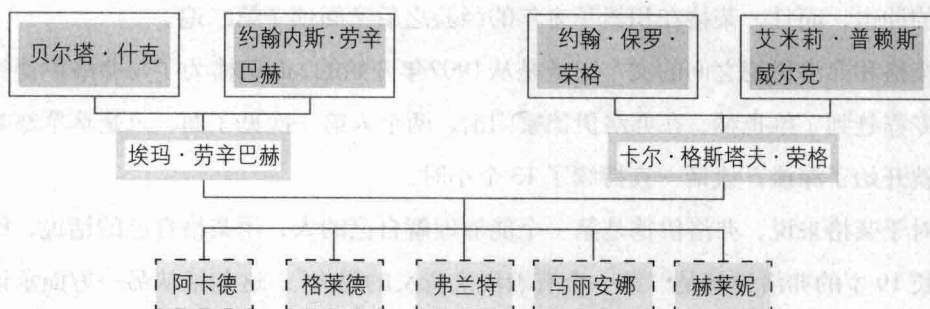 贝尔塔·什克
约翰内斯·劳辛
巴赫
约翰·保罗·
荣格
艾米莉·普赖斯
威尔克
埃玛·劳辛巴赫
卡尔·格斯塔夫·荣格
阿卡德
格莱德
弗兰特
马丽安娜
赫莱妮